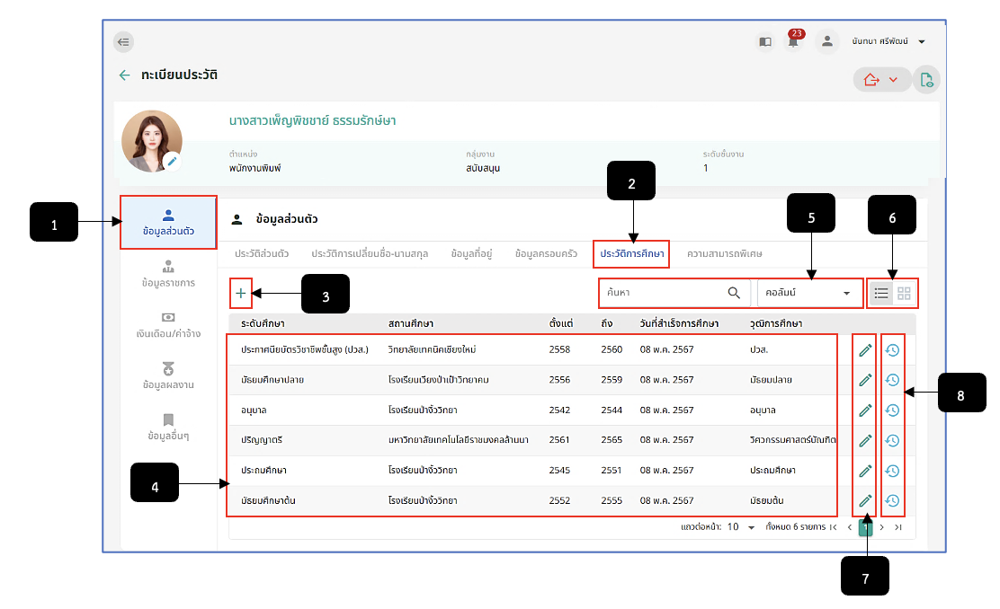 23
นันทนา ศรีพัฒน์
ทะเบียนประวัติ
นางสาวเพ็ญพิชชาย์ ธรรมรักษ์ษา
ตำแหน่ง กลุ่มงาน ระดับชั้นงาน
พนักงานพิมพ์ สนับสนุน 1
2
1
5
6
ข้อมูลส่วนตัว
ข้อมูลส่วนตัว
ประวัติส่วนตัว ประวัติการเปลี่ยนชื่อ-นามสกุล ข้อมูลที่อยู่ ข้อมูลครอบครัว ประวัติการศึกษา ความสามารถพิเศษ
ข้อมูลราชการ
3
ค้นหา คอลัมน์
ระดับศึกษา สถานศึกษา ตั้งแต่ ถึง วันที่สำเร็จการศึกษา วุฒิการศึกษา
เงินเดือน/ค่าจ้าง
ประกาศนียบัตรวิชาชีพชั้นสูง (ปวส.) วิทยาลัยเทคนิคเชียงใหม่ 2558 2560 08 พ.ค. 2567 ปวส.
มัธยมศึกษาปลาย โรงเรียนเวียงป่าเป้าวิทยาคม 2556 2559 08 พ.ค. 2567 มัธยมปลาย
ข้อมูลผลงาน
8
อนุบาล โรงเรียนป่างิ้ววิทยา 2542 2544 08 พ.ค. 2567 อนุบาล
ข้อมูลอื่นๆ
ปริญญาตรี มหาวิทยาลัยเทคโนโลยีราชมงคลล้านนา 2561 2565 08 พ.ค. 2567 วิศวกรรมศาสตร์บัณฑิต
ประถมศึกษา โรงเรียนป่างิ้ววิทยา 2545 2551 08 พ.ค. 2567 ประถมศึกษา
4
มัธยมศึกษาต้น โรงเรียนป่างิ้ววิทยา 2552 2555 08 พ.ค. 2567 มัธยมต้น
แถวต่อหน้า: 10 ทั้งหมด 6 รายการ 1
7